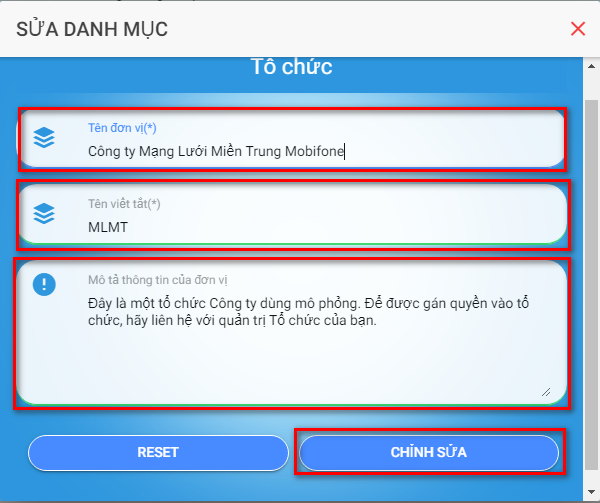 SỬA DANH MỤC
Tổ chức
Tên đơn vị(*)
Công ty Mạng Lưới Miền Trung Mobifone
Tên viết tắt(*)
MLMT
Mô tả thông tin của đơn vị
Đây là một tổ chức Công ty dùng mô phỏng. Để được gán quyền vào tổ
chức, hãy liên hệ với quản trị Tổ chức của bạn.
RESET
CHỈNH SỬA